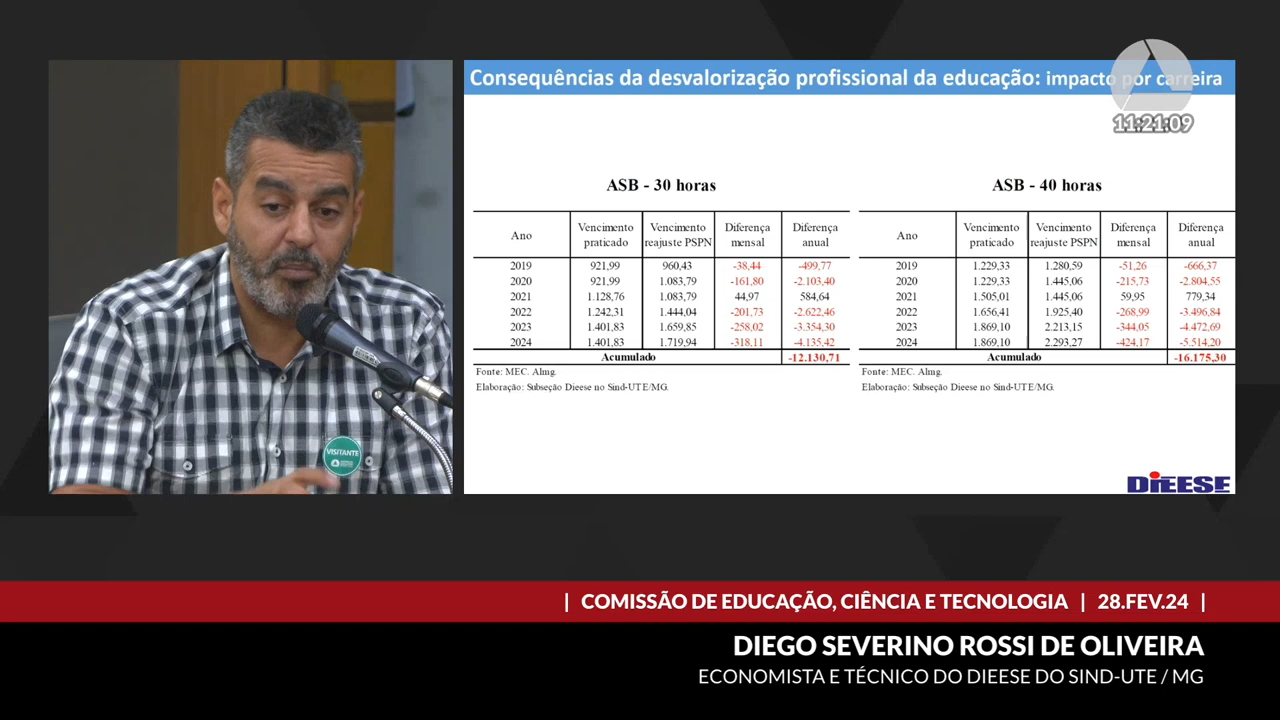 Consequências da desvalorização profissional da educação: impacto por carreira
11:21:09
ASB - 30 horas
Ano Vencimento praticado Vencimento reajuste PSPN Diferença mensal Diferença anual
2019 921,99 960,43 -38,44 -499,77
2020 921,99 1.083,79 -161,80 -2.103,40
2021 1.128,76 1.083,79 44,97 584,64
2022 1.242,31 1.444,04 -201,73 -2.622,46
2023 1.401,83 1.659,85 -258,02 -3.354,30
2024 1.401,83 1.719,94 -318,11 -4.135,42
Acumulado -12.130,71
Fonte: MEC. Almg.
Elaboração: Subseção Dieese no Sind-UTE/MG.
ASB - 40 horas
Ano Vencimento praticado Vencimento reajuste PSPN Diferença mensal Diferença anual
2019 1.229,33 1.280,59 -51,26 -666,37
2020 1.229,33 1.445,06 -215,73 -2.804,55
2021 1.505,01 1.445,06 59,95 779,34
2022 1.656,41 1.925,40 -268,99 -3.496,84
2023 1.869,10 2.213,15 -344,05 -4.472,69
2024 1.869,10 2.293,27 -424,17 -5.514,20
Acumulado -16.175,30
Fonte: MEC. Almg.
Elaboração: Subseção Dieese no Sind-UTE/MG.
DIEESE
VISITANTE
| COMISSÃO DE EDUCAÇÃO, CIÊNCIA E TECNOLOGIA | 28.FEV.24 |
DIEGO SEVERINO ROSSI DE OLIVEIRA
ECONOMISTA E TÉCNICO DO DIEESE DO SIND-UTE / MG